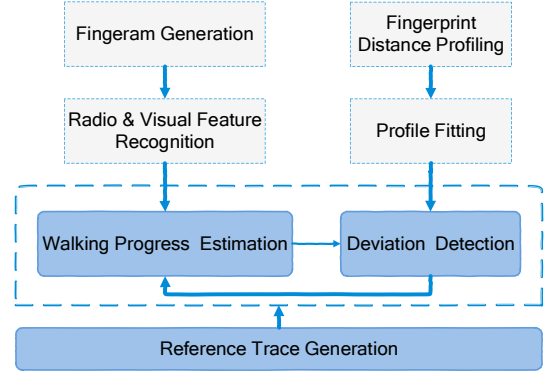 Fingeram Generation
Fingerprint
Distance Profiling
Radio & Visual Feature
Recognition
Profile Fitting
Walking Progress Estimation
Deviation Detection
Reference Trace Generation